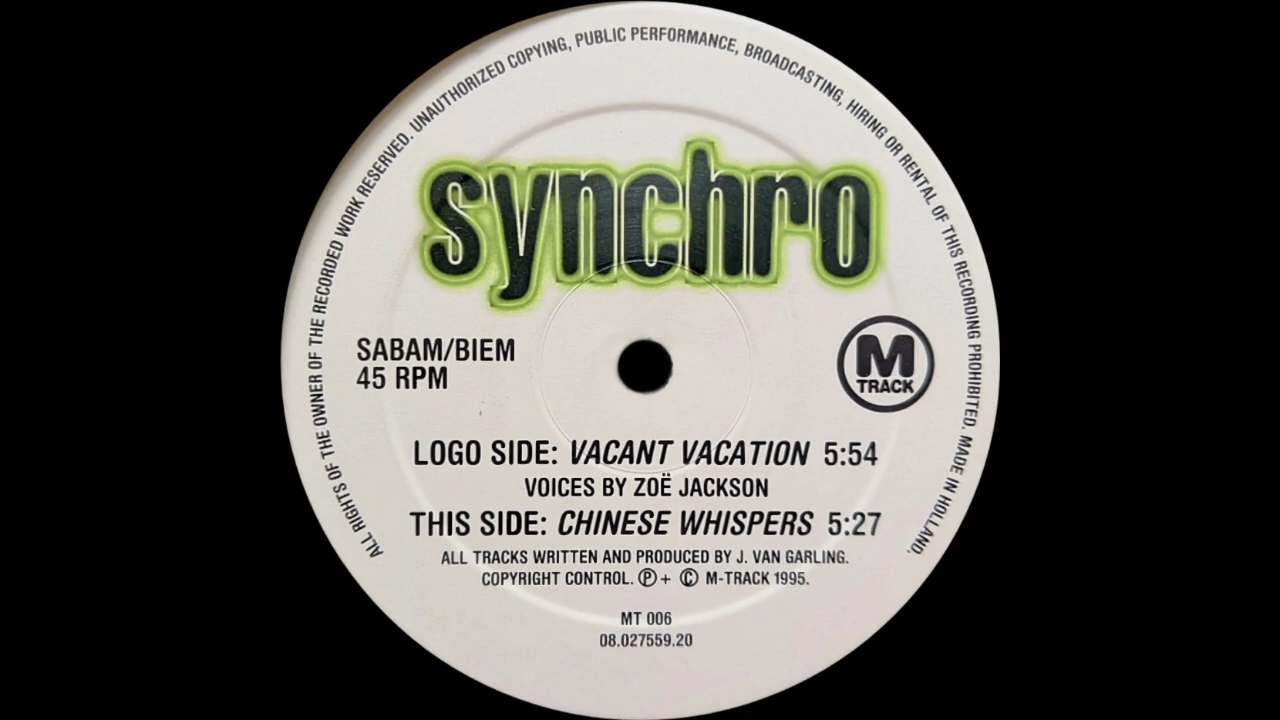 ALL RIGHTS OF THE OWNER OF THE RECORDED WORK RESERVED. UNAUTHORIZED COPYING, PUBLIC PERFORMANCE, BROADCASTING, HIRING OR RENTAL OF THIS RECORDING PROHIBITED. MADE IN HOLLAND.
synchro
SABAM/BIEM
45 RPM
M
TRACK
LOGO SIDE: VACANT VACATION 5:54
VOICES BY ZOË JACKSON
THIS SIDE: CHINESE WHISPERS 5:27
ALL TRACKS WRITTEN AND PRODUCED BY J. VAN GARLING.
COPYRIGHT CONTROL. Ⓟ + © M-TRACK 1995.
MT 006
08.027559.20